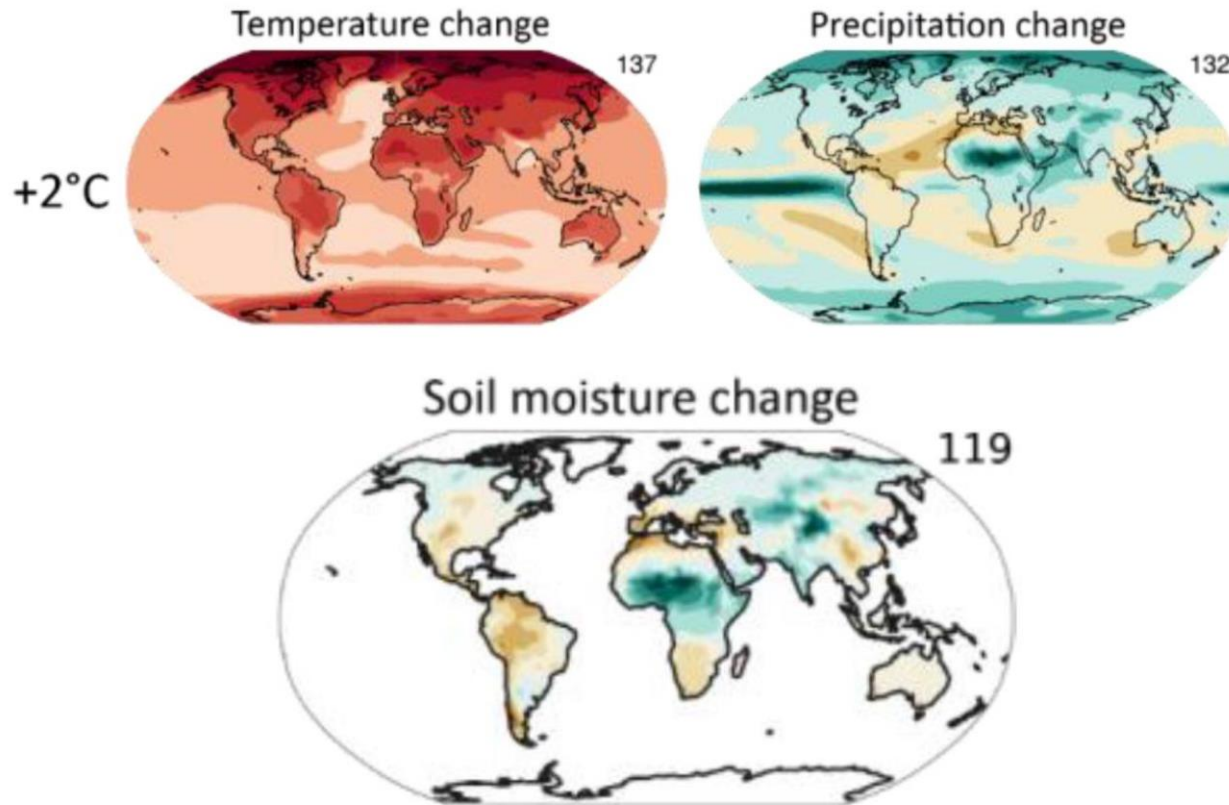 Temperature change
Precipitation change
137
132
+2°C
Soil moisture change
119